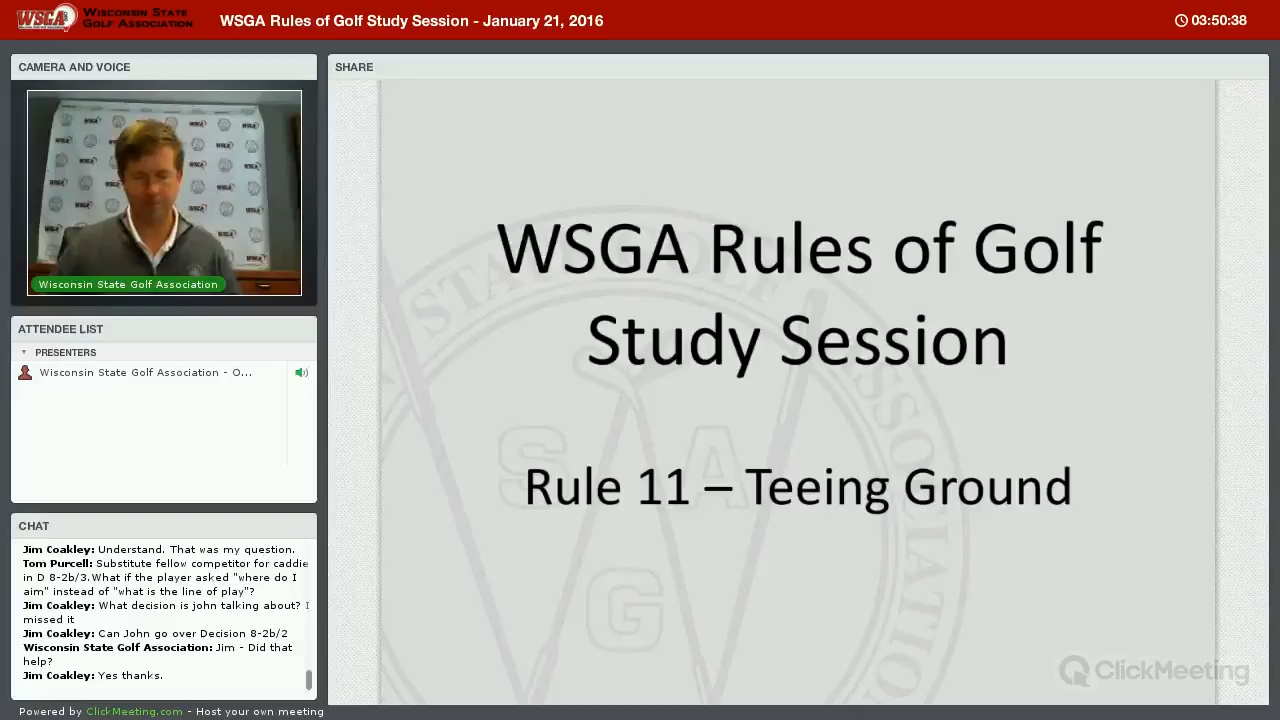 WSGA
WISCONSIN STATE
GOLF ASSOCIATION
WSGA Rules of Golf Study Session - January 21, 2016
03:50:38
CAMERA AND VOICE
Wisconsin State Golf Association
ATTENDEE LIST
PRESENTERS
Wisconsin State Golf Association - O...
CHAT
Jim Coakley: Understand. That was my question.
Tom Purcell: Substitute fellow competitor for caddie
in D 8-2b/3.What if the player asked "where do I
aim" instead of "what is the line of play"?
Jim Coakley: What decision is john talking about? I
missed it
Jim Coakley: Can John go over Decision 8-2b/2
Wisconsin State Golf Association: Jim - Did that
help?
Jim Coakley: Yes thanks.
Powered by ClickMeeting.com - Host your own meeting
SHARE
WSGA Rules of Golf
Study Session
Rule 11 – Teeing Ground
ClickMeeting